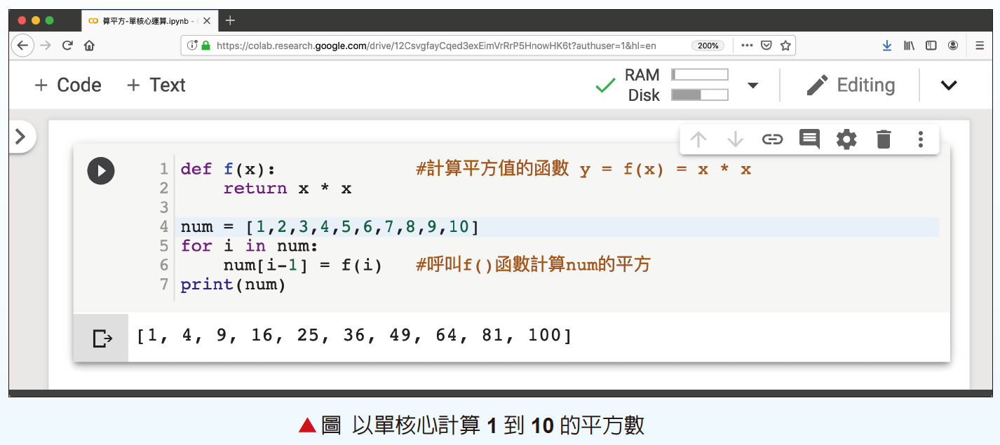 算平方-單核心運算.ipynb -
https://colab.research.google.com/drive/12CsvgfayCqed3exEimVrRrP5HnowHK6t?authuser=1&hl=en 200%
+ Code + Text
RAM
Disk
Editing
1 def f(x): #計算平方值的函數 y = f(x) = x * x
2 return x * x
3
4 num = [1,2,3,4,5,6,7,8,9,10]
5 for i in num:
6 num[i-1] = f(i) #呼叫f()函數計算num的平方
7 print(num)
[1, 4, 9, 16, 25, 36, 49, 64, 81, 100]
▲圖 以單核心計算 1 到 10 的平方數